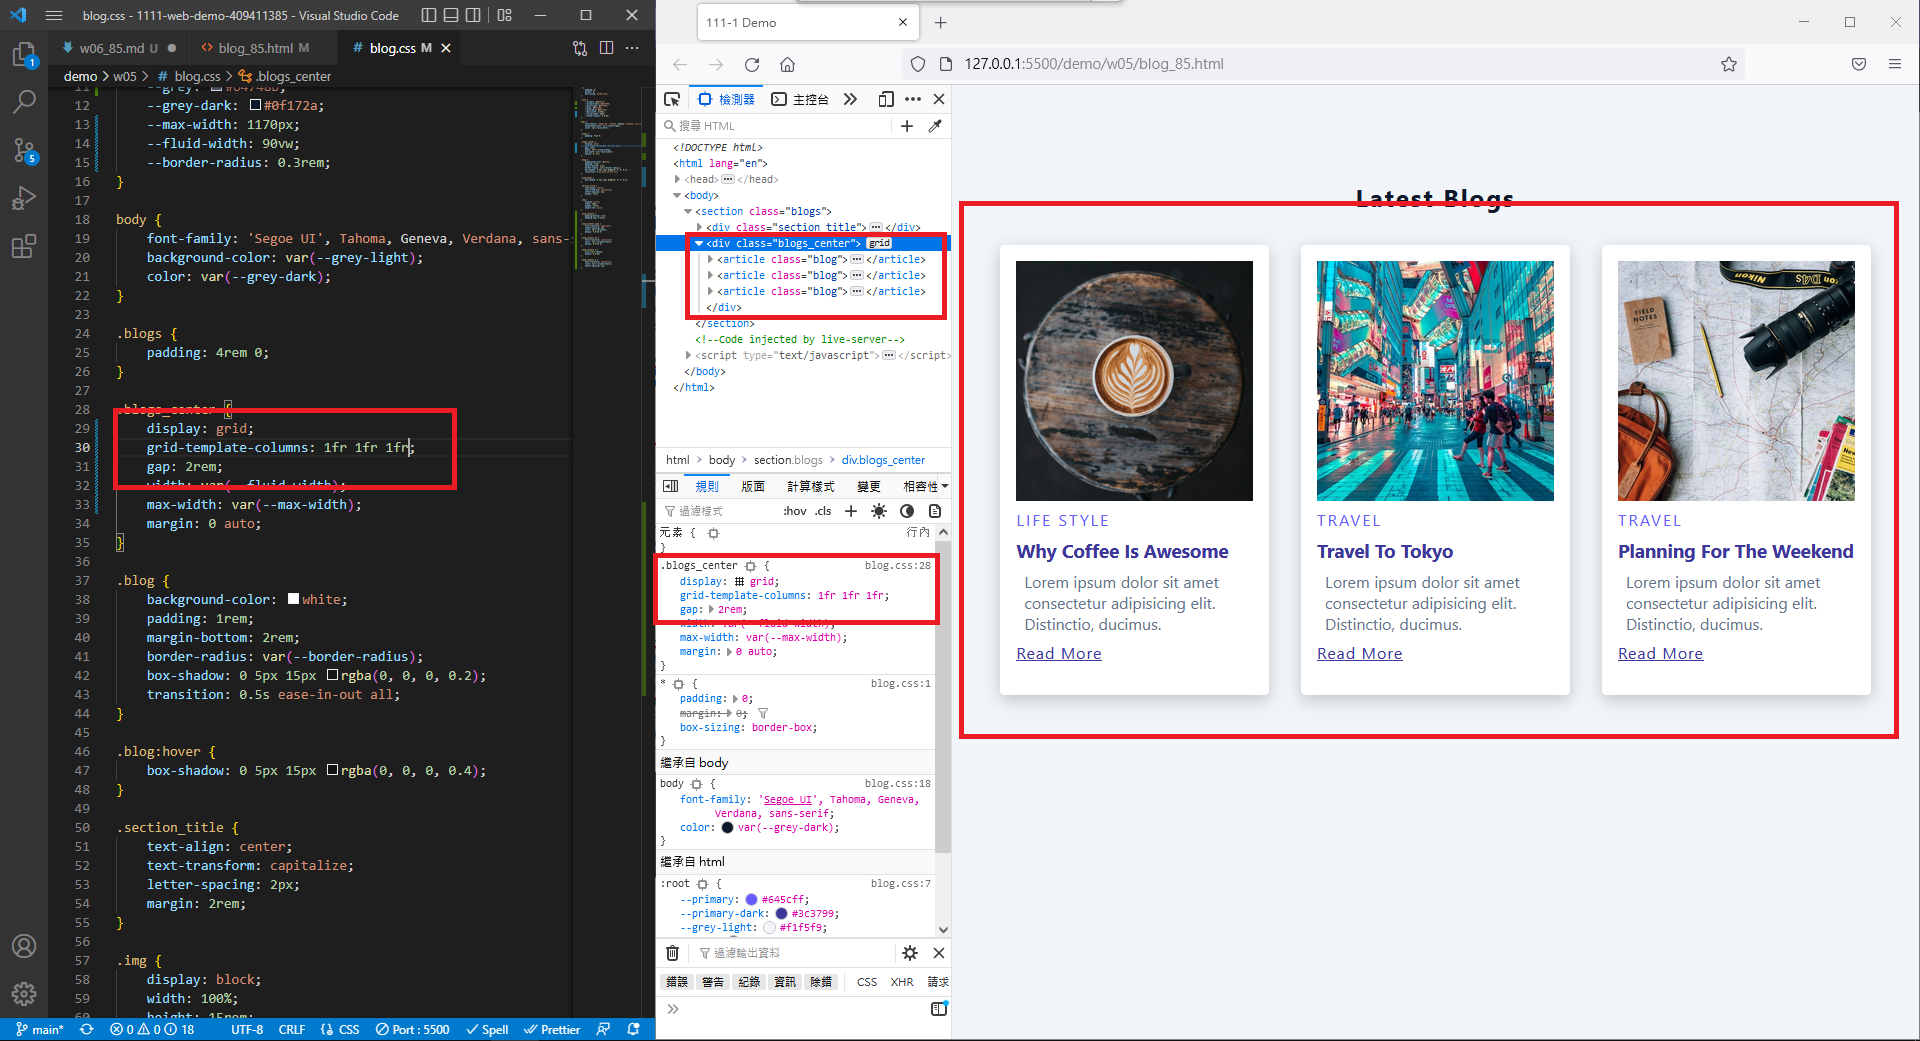 blog.css - 1111-web-demo-409411385 - Visual Studio Code
w06_85.md U
blog_85.html M
# blog.css M
demo > w05 > # blog.css > .blogs_center
11 --grey: #64748b;
12 --grey-dark: #0f172a;
13 --max-width: 1170px;
14 --fluid-width: 90vw;
15 --border-radius: 0.3rem;
16 }
17
18 body {
19 font-family: 'Segoe UI', Tahoma, Geneva, Verdana, sans-s
20 background-color: var(--grey-light);
21 color: var(--grey-dark);
22 }
23
24 .blogs {
25 padding: 4rem 0;
26 }
27
28 .blogs_center {
29 display: grid;
30 grid-template-columns: 1fr 1fr 1fr;
31 gap: 2rem;
32 width: var(--fluid-width);
33 max-width: var(--max-width);
34 margin: 0 auto;
35 }
36
37 .blog {
38 background-color: white;
39 padding: 1rem;
40 margin-bottom: 2rem;
41 border-radius: var(--border-radius);
42 box-shadow: 0 5px 15px rgba(0, 0, 0, 0.2);
43 transition: 0.5s ease-in-out all;
44 }
45
46 .blog:hover {
47 box-shadow: 0 5px 15px rgba(0, 0, 0, 0.4);
48 }
49
50 .section_title {
51 text-align: center;
52 text-transform: capitalize;
53 letter-spacing: 2px;
54 margin: 2rem;
55 }
56
57 .img {
58 display: block;
59 width: 100%;
60 height: 15rem;
1
5
main*
0 0 18
UTF-8
CRLF
{} CSS
Port : 5500
Spell
Prettier
111-1 Demo
127.0.0.1:5500/demo/w05/blog_85.html
檢測器
主控台
搜尋 HTML
<!DOCTYPE html>
<html lang="en">
<head> ••• </head>
<body>
<section class="blogs">
<div class="section_title"> ••• </div>
<div class="blogs_center"> grid
<article class="blog"> ••• </article>
<article class="blog"> ••• </article>
<article class="blog"> ••• </article>
</div>
</section>
<!--Code injected by live-server-->
<script type="text/javascript"> ••• </script>
</body>
</html>
html > body > section.blogs > div.blogs_center
規則
版面
計算樣式
變更
相容性
過濾樣式
:hov
.cls
元素 {
行內
}
.blogs_center {
blog.css:28
display: grid;
grid-template-columns: 1fr 1fr 1fr;
gap: 2rem;
width: var(--fluid-width);
max-width: var(--max-width);
margin: 0 auto;
}
* {
blog.css:1
padding: 0;
margin: 0;
box-sizing: border-box;
}
繼承自 body
body {
blog.css:18
font-family: 'Segoe UI', Tahoma, Geneva,
Verdana, sans-serif;
color: var(--grey-dark);
}
繼承自 html
:root {
blog.css:7
--primary: #645cff;
--primary-dark: #3c3799;
--grey-light: #f1f5f9;
過濾輸出資料
錯誤
警告
紀錄
資訊
除錯
CSS
XHR
請求
Latest Blogs
LIFE STYLE
Why Coffee Is Awesome
Lorem ipsum dolor sit amet
consectetur adipisicing elit.
Distinctio, ducimus.
Read More
TRAVEL
Travel To Tokyo
Lorem ipsum dolor sit amet
consectetur adipisicing elit.
Distinctio, ducimus.
Read More
FIELD
NOTES
Nikon
D4S
TRAVEL
Planning For The Weekend
Lorem ipsum dolor sit amet
consectetur adipisicing elit.
Distinctio, ducimus.
Read More